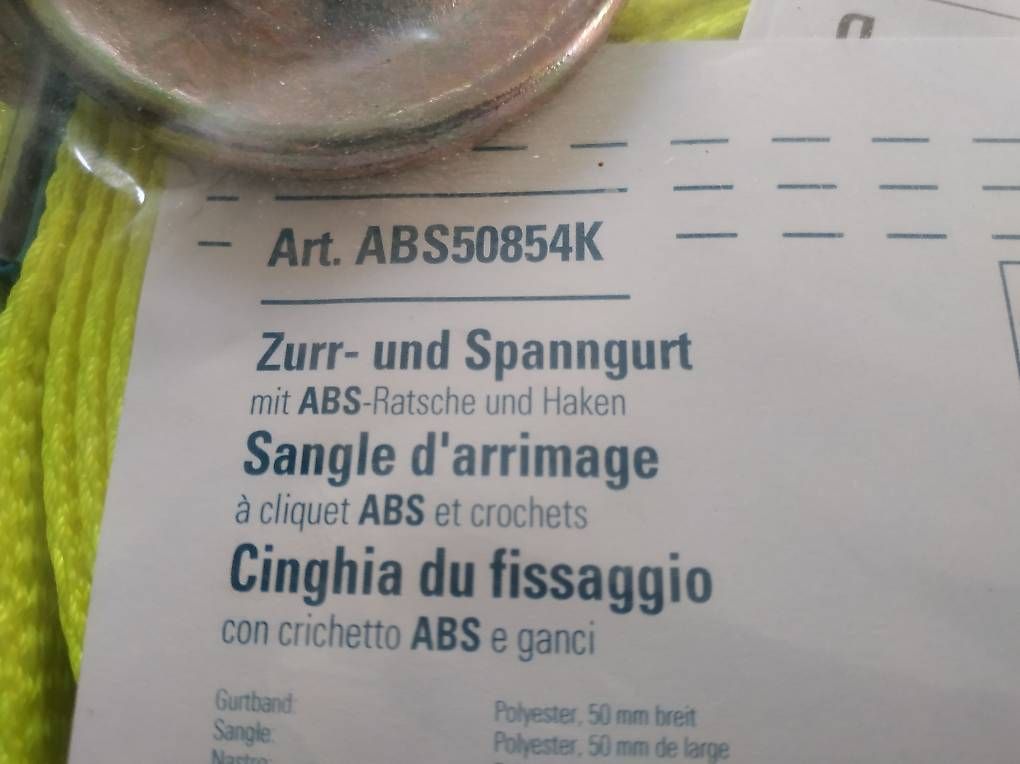 Art. ABS50854K
Zurr- und Spanngurt
mit ABS-Ratsche und Haken
Sangle d'arrimage
à cliquet ABS et crochets
Cinghia du fissaggio
con crichetto ABS e ganci
Gurtband: Polyester, 50 mm breit
Sangle: Polyester, 50 mm de large
Nastro: